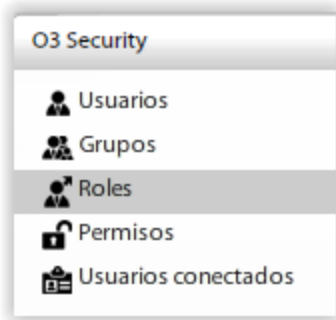 O3 Security
Usuarios
Grupos
Roles
Permisos
Usuarios conectados